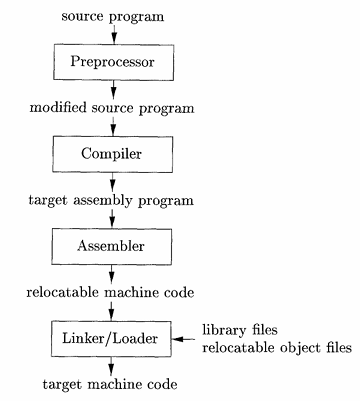 source program
Preprocessor
modified source program
Compiler
target assembly program
Assembler
relocatable machine code
Linker/Loader
library files
relocatable object files
target machine code